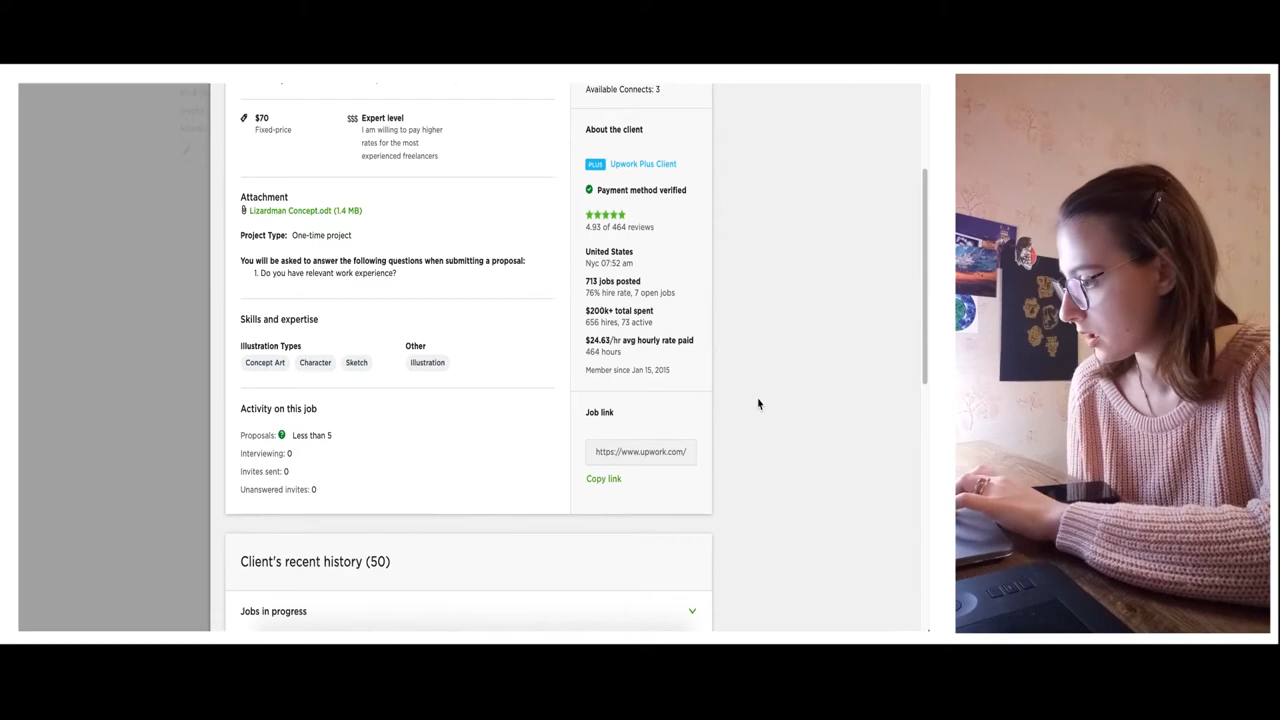 Available Connects: 3
$70
Fixed-price
$$$ Expert level
I am willing to pay higher
rates for the most
experienced freelancers
Attachment
Lizardman Concept.odt (1.4 MB)
Project Type: One-time project
You will be asked to answer the following questions when submitting a proposal:
1. Do you have relevant work experience?
Skills and expertise
Illustration Types
Other
Concept Art
Character
Sketch
Illustration
Activity on this job
Proposals: ? Less than 5
Interviewing: 0
Invites sent: 0
Unanswered invites: 0
About the client
PLUS Upwork Plus Client
Payment method verified
4.93 of 464 reviews
United States
Nyc 07:52 am
713 jobs posted
76% hire rate, 7 open jobs
$200k+ total spent
656 hires, 73 active
$24.63/hr avg hourly rate paid
464 hours
Member since Jan 15, 2015
Job link
https://www.upwork.com/
Copy link
Client's recent history (50)
Jobs in progress